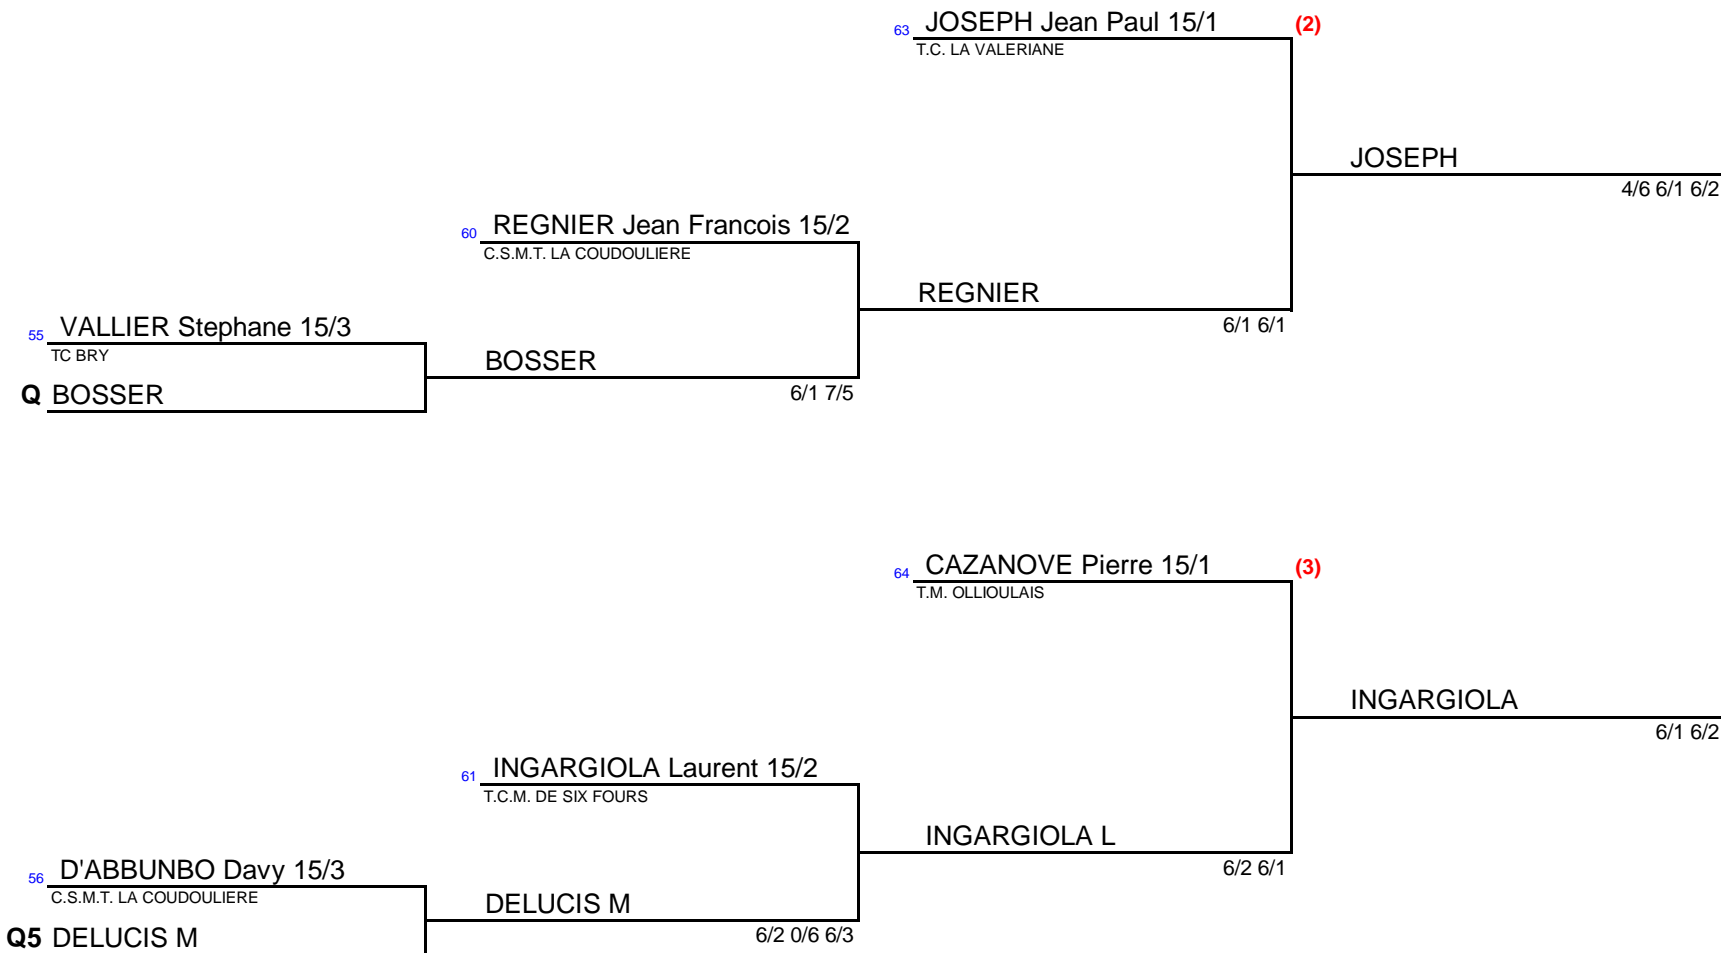 63 JOSEPH Jean Paul 15/1 (2)
T.C. LA VALERIANE
JOSEPH
4/6 6/1 6/2
60 REGNIER Jean Francois 15/2
C.S.M.T. LA COUDOULIERE
REGNIER
6/1 6/1
55 VALLIER Stephane 15/3
TC BRY
BOSSER
6/1 7/5
Q BOSSER
64 CAZANOVE Pierre 15/1 (3)
T.M. OLLIOULAIS
INGARGIOLA
6/1 6/2
61 INGARGIOLA Laurent 15/2
T.C.M. DE SIX FOURS
INGARGIOLA L
6/2 6/1
56 D'ABBUNBO Davy 15/3
C.S.M.T. LA COUDOULIERE
DELUCIS M
6/2 0/6 6/3
Q5 DELUCIS M